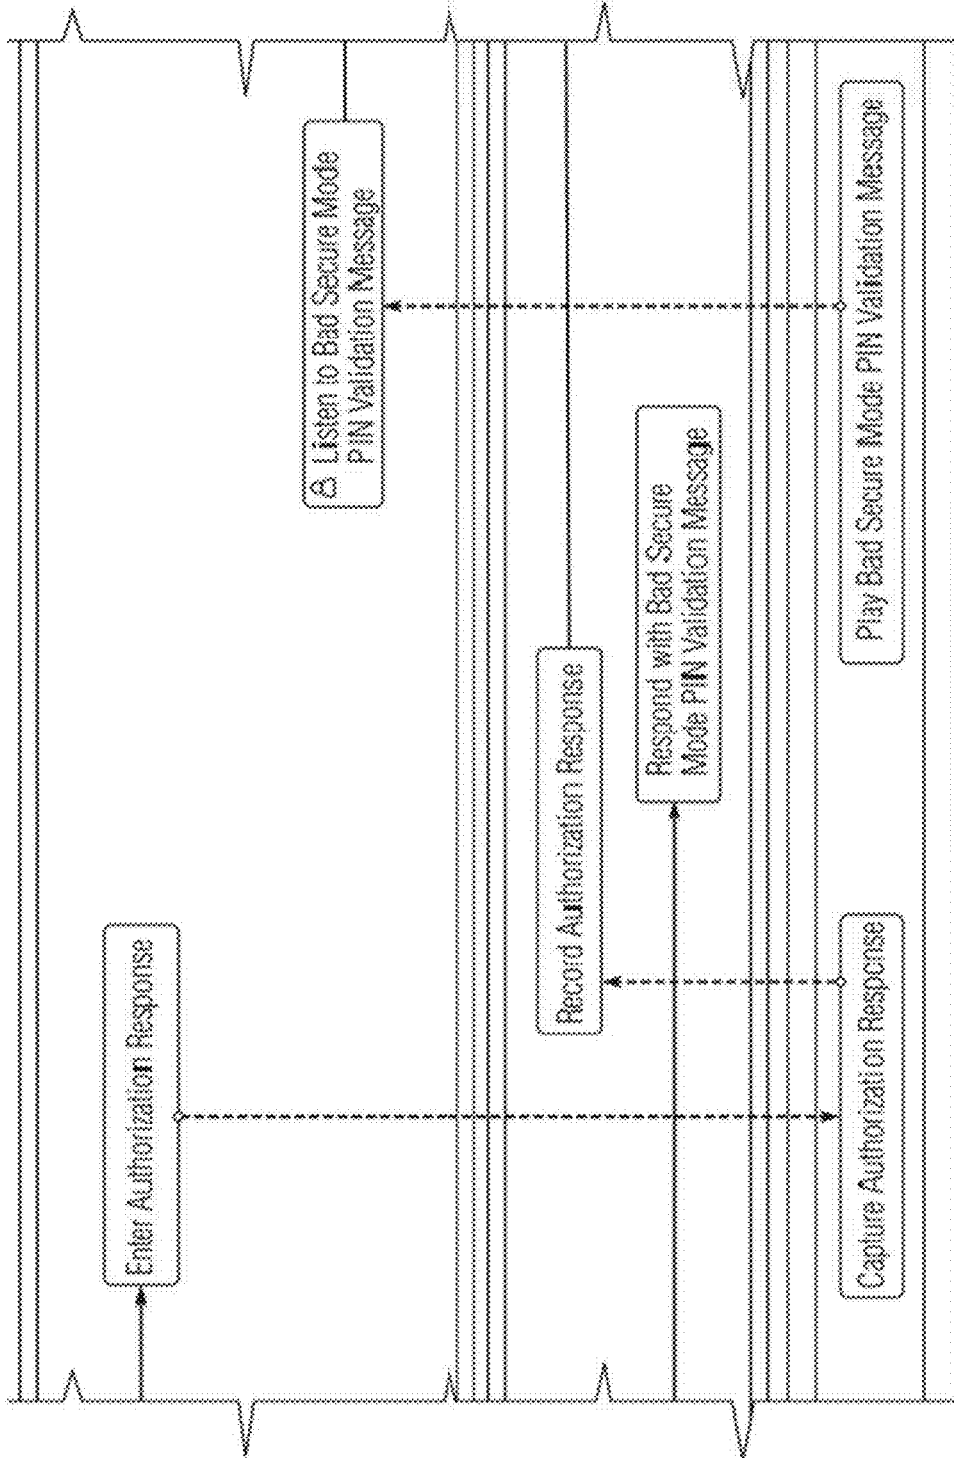 Enter Authorization Response
Listen to Bad Secure Mode
PIN Validation Message
Record Authorization Response
Respond with Bad Secure
Mode PIN Validation Message
Capture Authorization Response
Play Bad Secure Mode PIN Validation Message